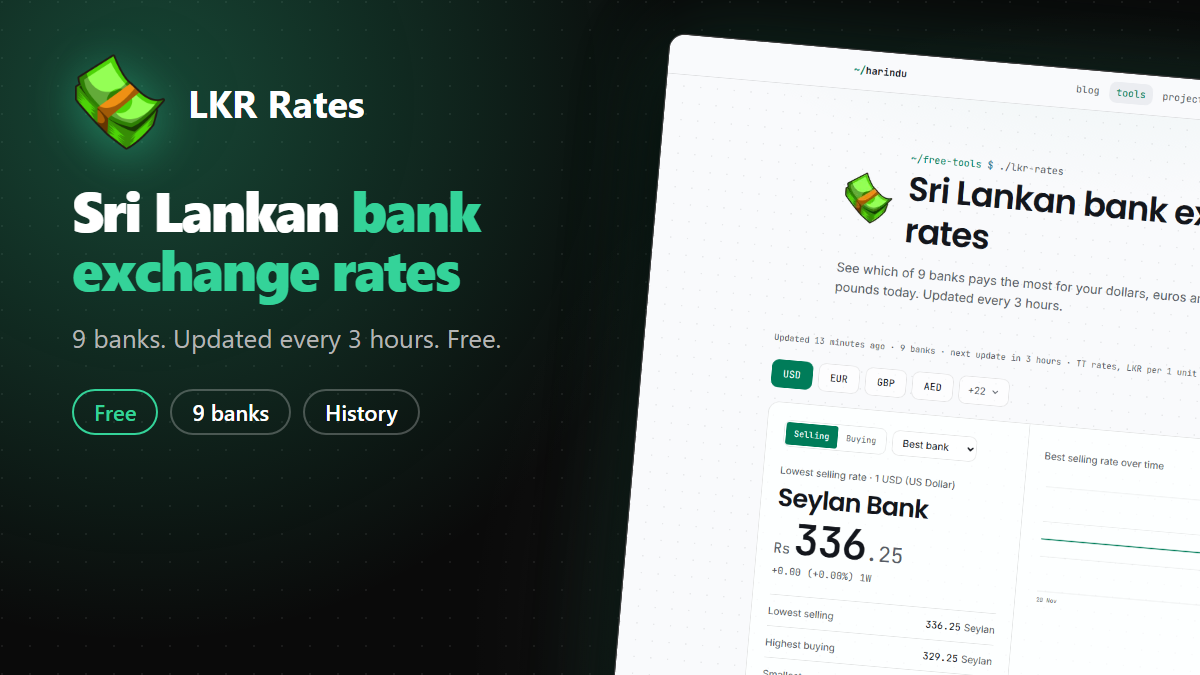 LKR Rates
Sri Lankan bank
exchange rates
9 banks. Updated every 3 hours. Free.
Free
9 banks
History
~/harindu
blog
tools
~/free-tools $ ./lkr-rates
Sri Lankan bank
rates
See which of 9 banks pays the most for your dollars, euros
pounds today. Updated every 3 hours.
Updated 13 minutes ago · 9 banks · next update in 3 hours · TT rates, LKR per 1 unit
USD
EUR
GBP
AED
+22
Selling
Buying
Best bank
Lowest selling rate · 1 USD (US Dollar)
Seylan Bank
Rs 336.25
+0.00 (+0.00%) 1W
Lowest selling
336.25 Seylan
Highest buying
329.25 Seylan
Best selling rate over time